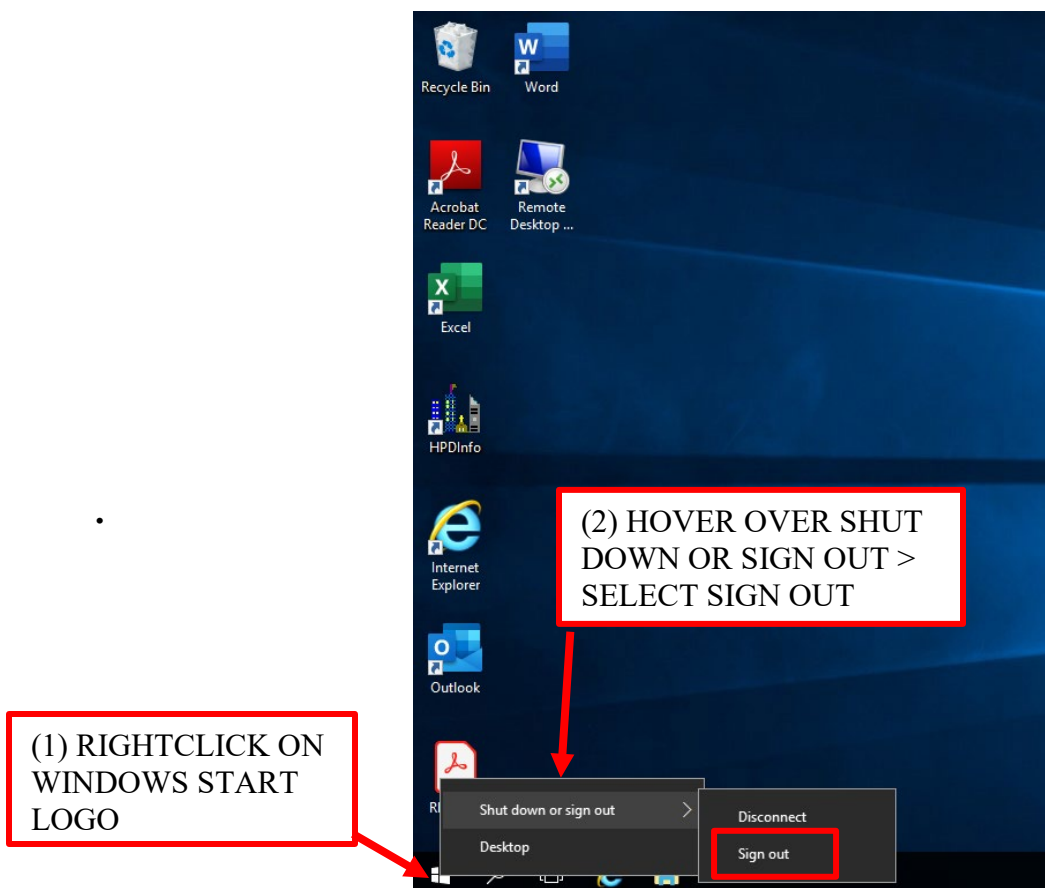 Recycle Bin
Word
Acrobat
Reader DC
Remote
Desktop ...
Excel
HPDInfo
Internet
Explorer
Outlook
(2) HOVER OVER SHUT
DOWN OR SIGN OUT >
SELECT SIGN OUT
(1) RIGHTCLICK ON
WINDOWS START
LOGO
Shut down or sign out
Desktop
Disconnect
Sign out